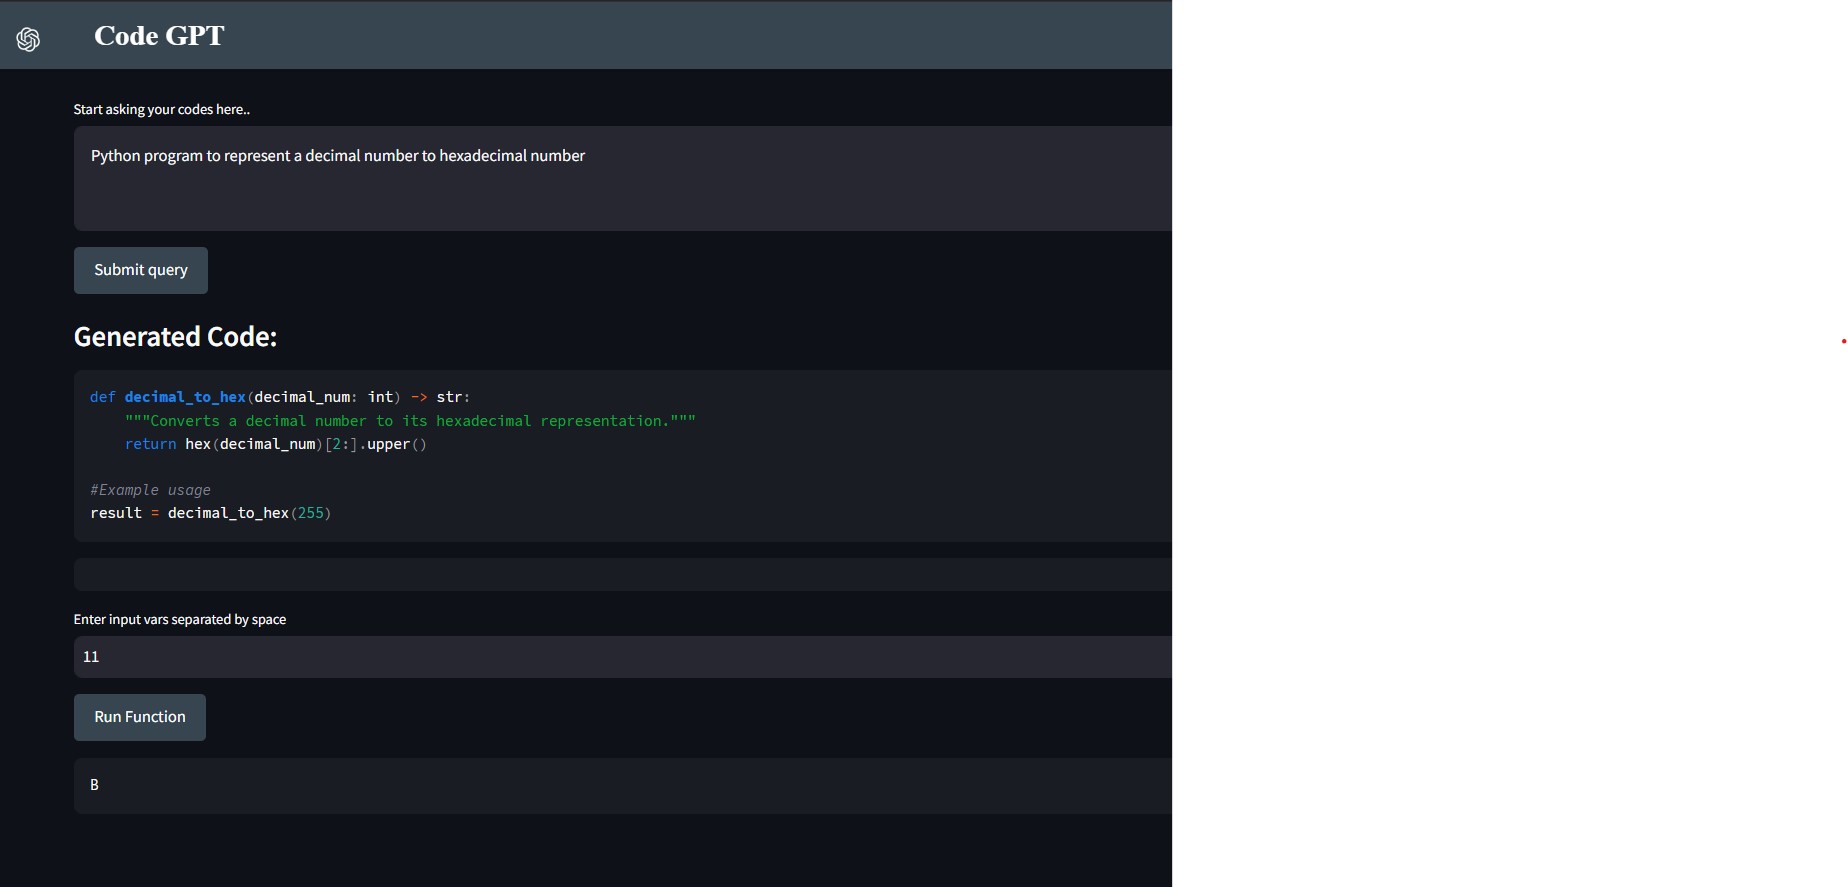 Code GPT
Start asking your codes here..
Python program to represent a decimal number to hexadecimal number
Submit query
Generated Code:
def decimal_to_hex(decimal_num: int) -> str:
    """Converts a decimal number to its hexadecimal representation."""
    return hex(decimal_num)[2:].upper()
#Example usage
result = decimal_to_hex(255)
Enter input vars separated by space
11
Run Function
B